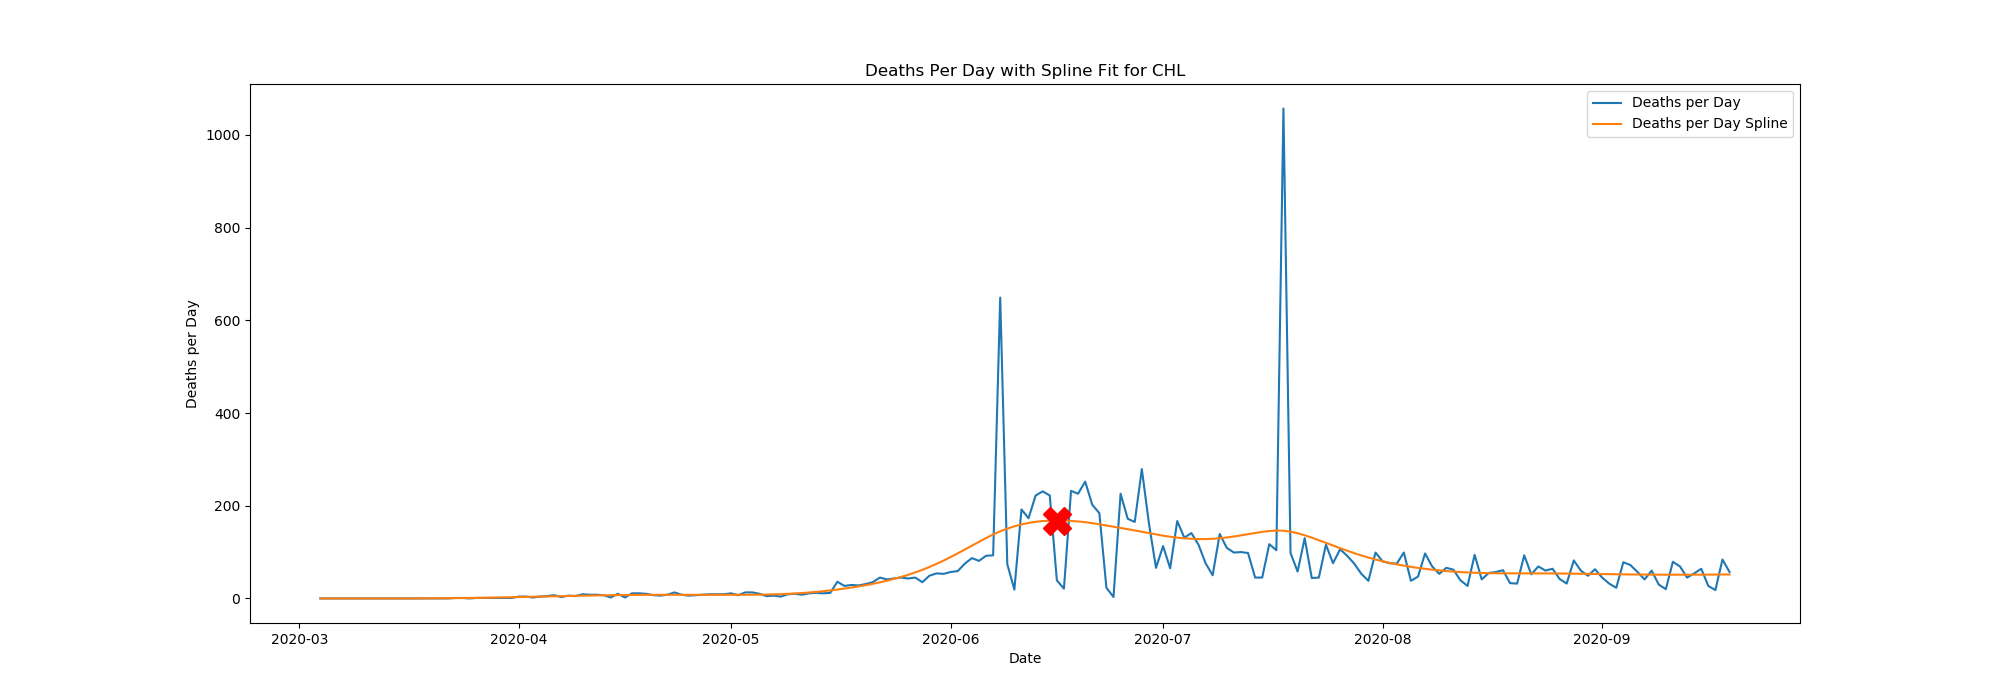 Deaths Per Day with Spline Fit for CHL
Deaths per Day
Deaths per Day Spline
1000
800
600
400
200
0
Deaths per Day
2020-03
2020-04
2020-05
2020-06
2020-07
2020-08
2020-09
Date